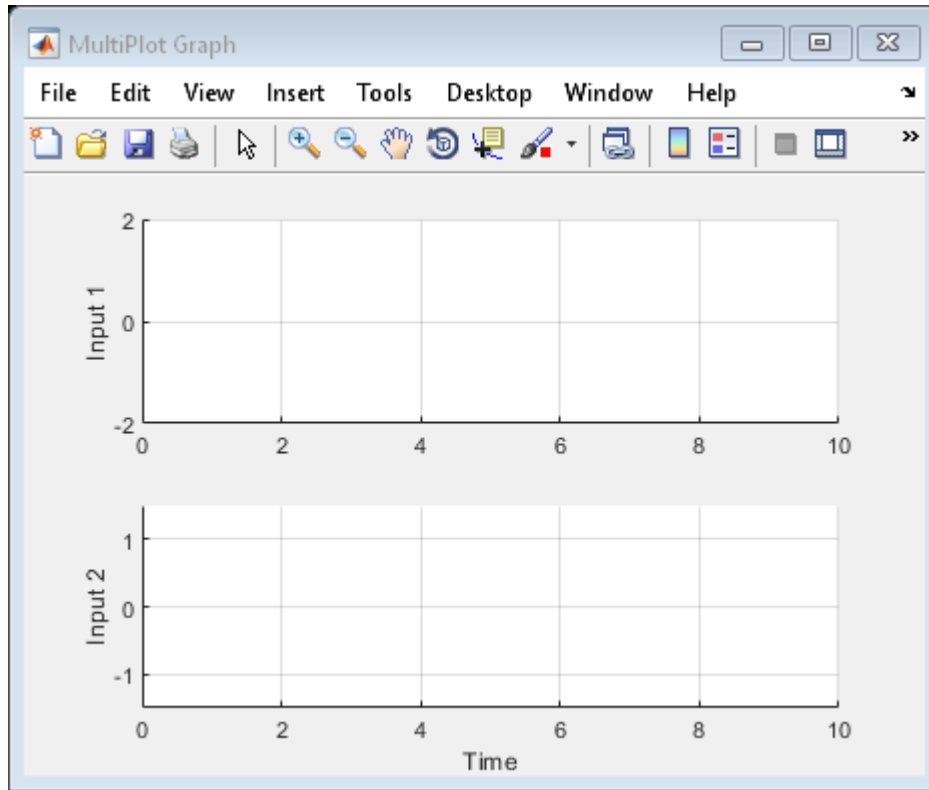 MultiPlot Graph
File Edit View Insert Tools Desktop Window Help
2
0
-2
Input 1
0 2 4 6 8 10
1
0
-1
Input 2
0 2 4 6 8 10
Time